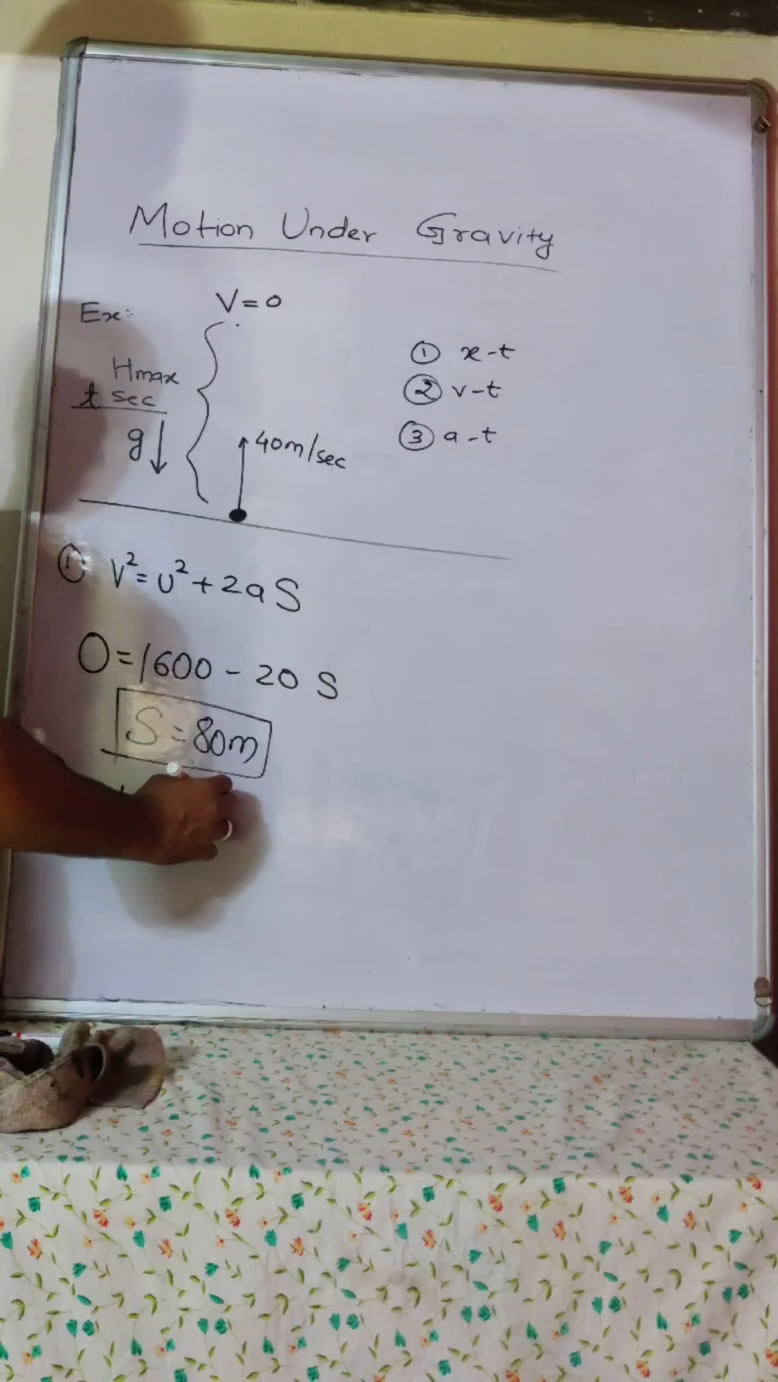 Motion Under Gravity
Ex:
V=0
Hmax
t sec
g↓
40m/sec
① x-t
② v-t
③ a-t
① V²=u²+2aS
0=1600-20 S
S=80m